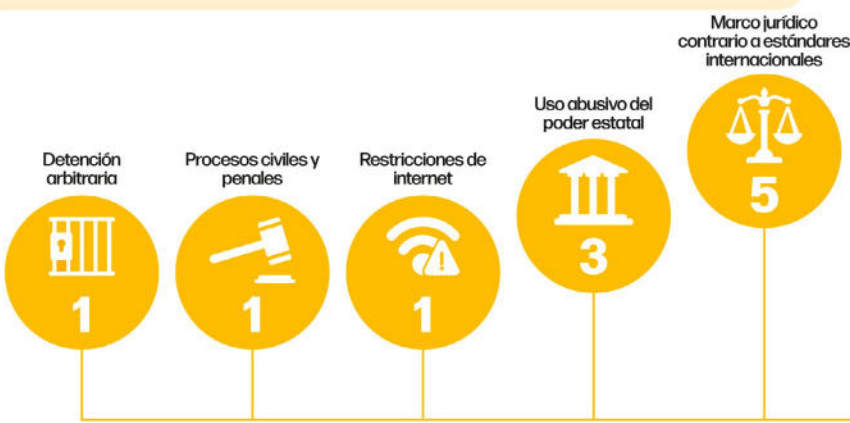 Detención
arbitraria
1
Procesos civiles y
penales
1
Restricciones de
internet
1
Uso abusivo del
poder estatal
3
Marco jurídico
contrario a estándares
internacionales
5